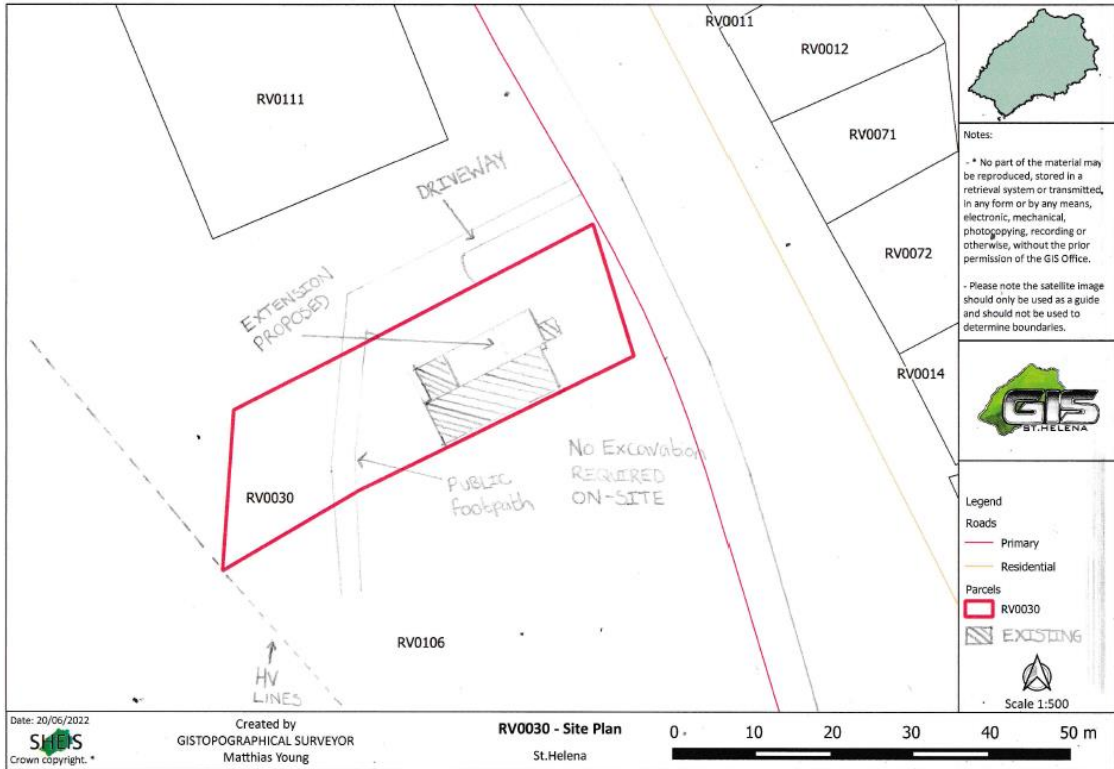 RV0011
RV0012
RV0111
RV0071
RV0072
RV0014
DRIVEWAY
EXTENSION
PROPOSED
No Excavation
REQUIRED
ON-SITE
PUBLIC
footpath
RV0030
RV0106
HV
LINES
Notes:
- * No part of the material may
be reproduced, stored in a
retrieval system or transmitted,
in any form or by any means,
electronic, mechanical,
photocopying, recording or
otherwise, without the prior
permission of the GIS Office.
- Please note the satellite image
should only be used as a guide
and should not be used to
determine boundaries.
GIS
ST.HELENA
Legend
Roads
Primary
Residential
Parcels
RV0030
EXISTING
Scale 1:500
Date: 20/06/2022
SHEIS
Crown copyright. *
Created by
GISTOPOGRAPHICAL SURVEYOR
Matthias Young
RV0030 - Site Plan
St.Helena
0 10 20 30 40 50 m